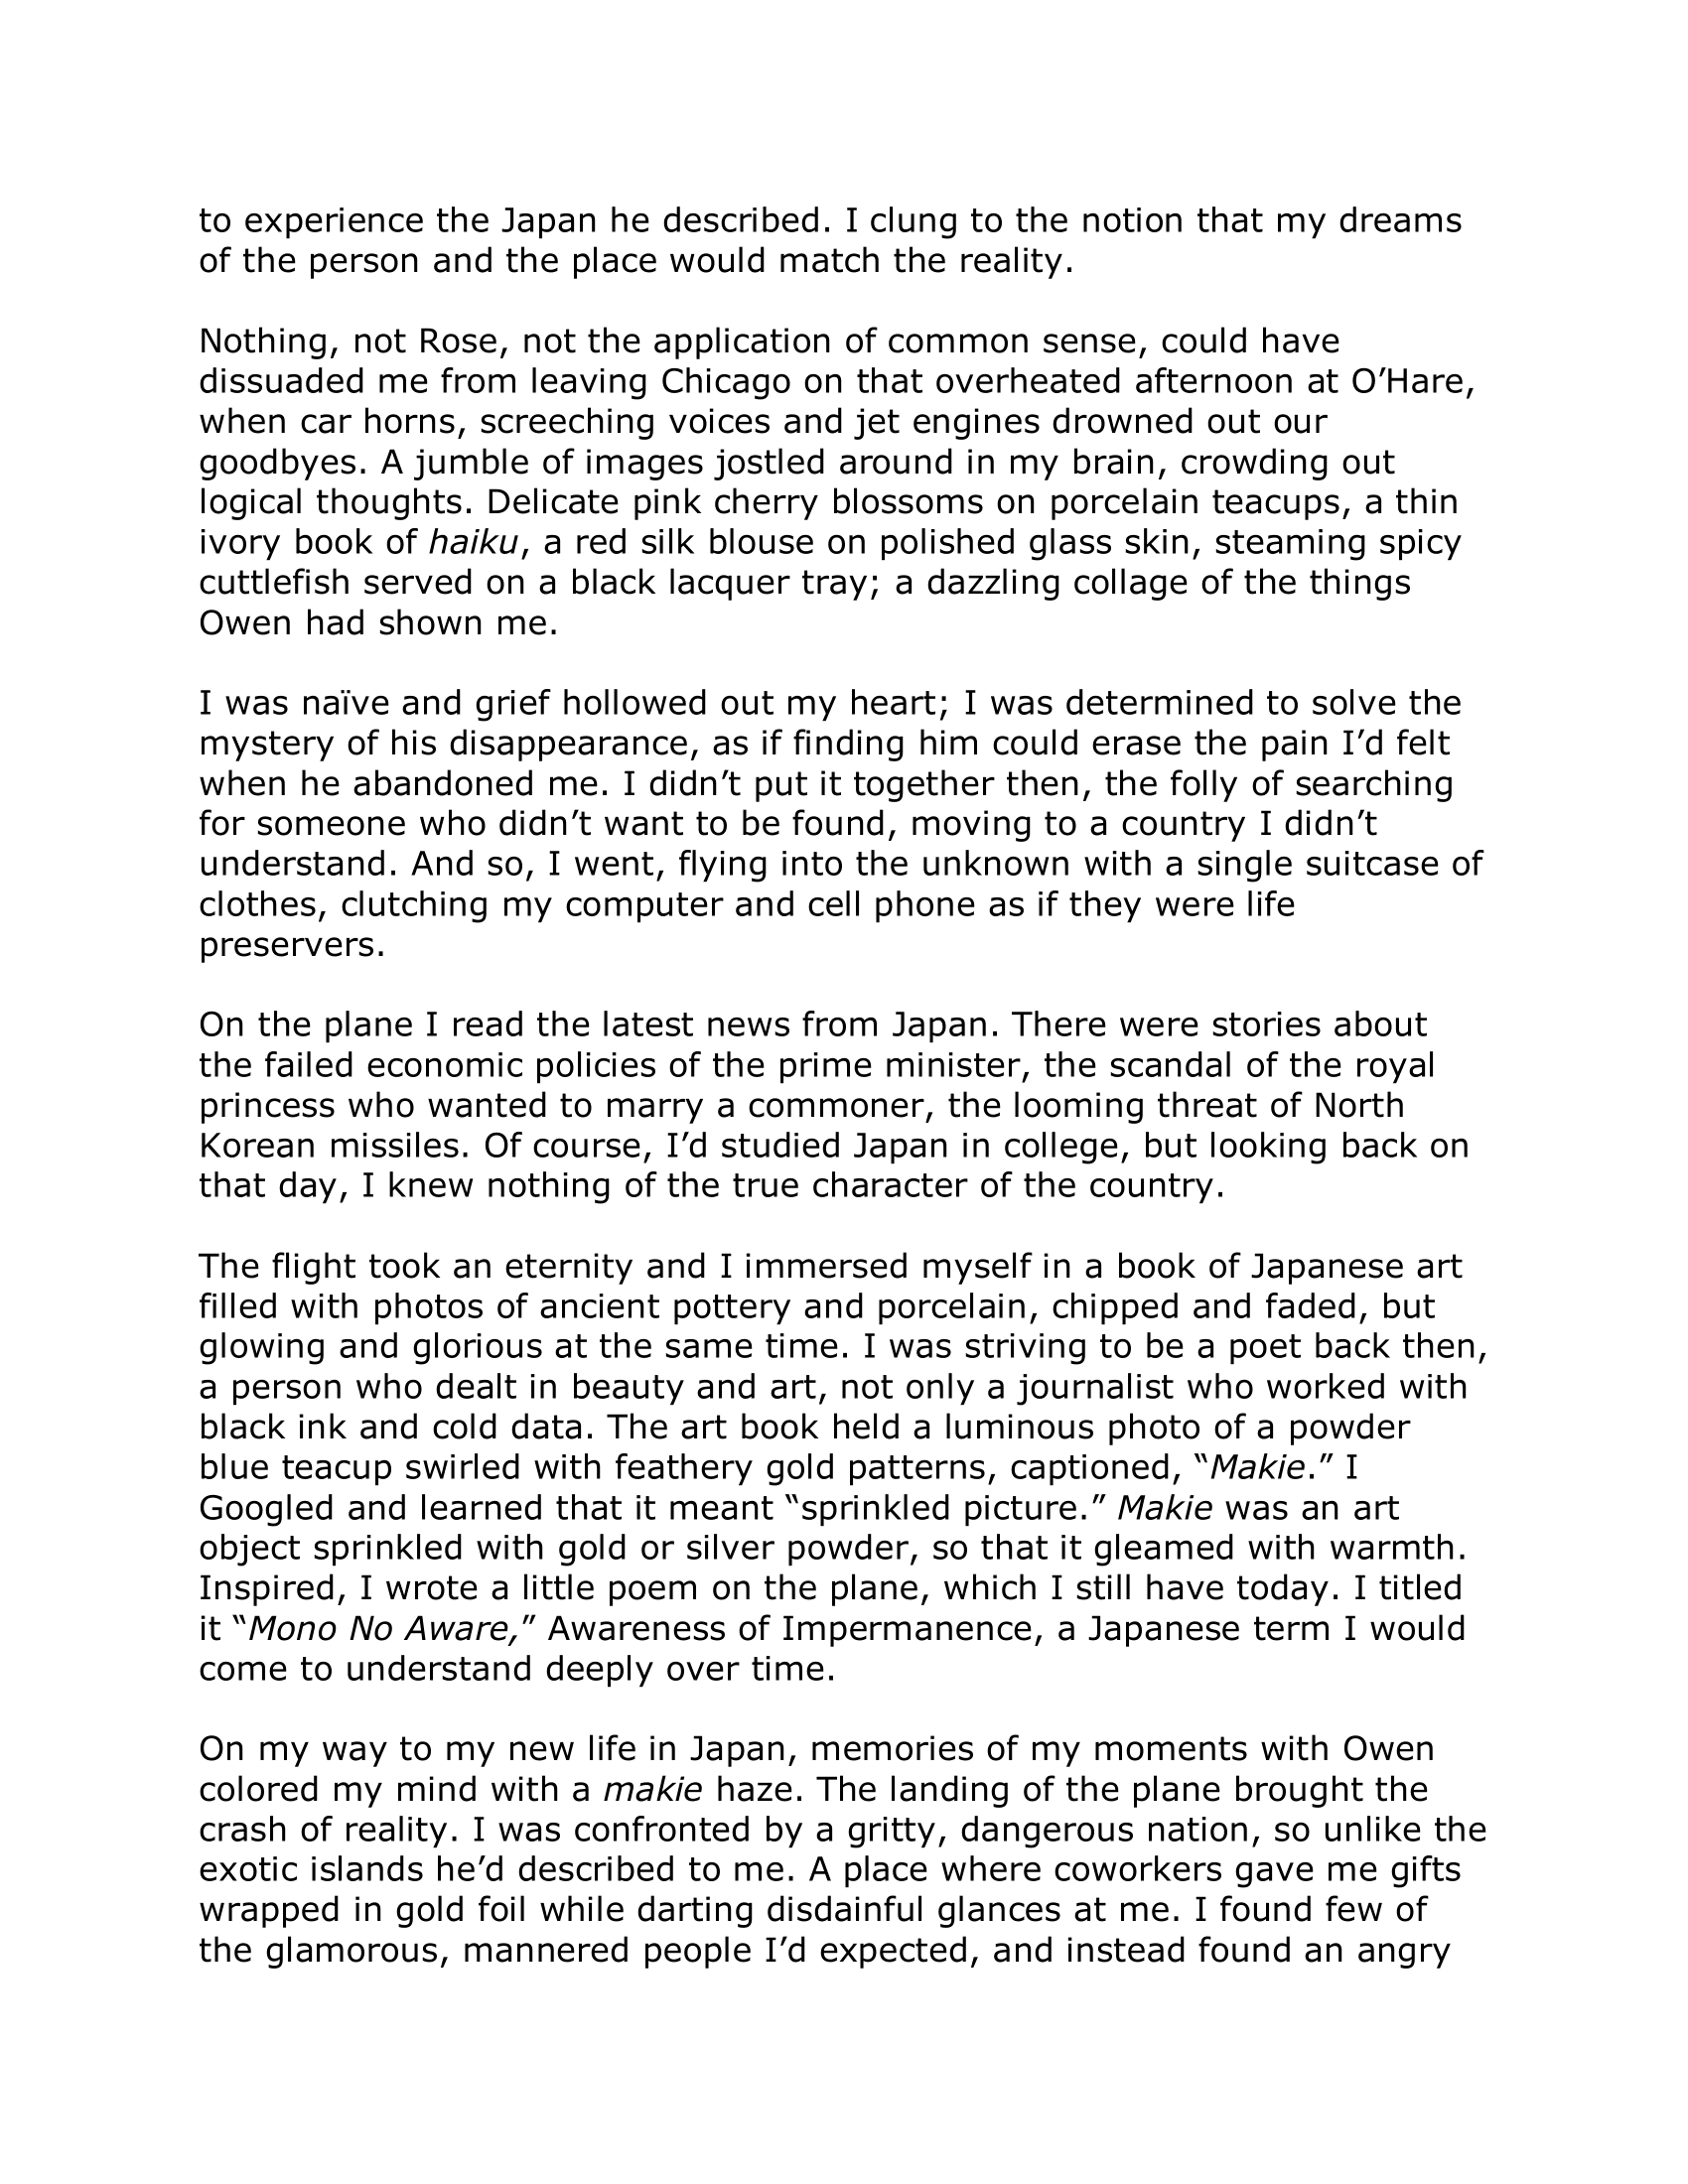 to experience the Japan he described. I clung to the notion that my dreams
of the person and the place would match the reality.
Nothing, not Rose, not the application of common sense, could have
dissuaded me from leaving Chicago on that overheated afternoon at O’Hare,
when car horns, screeching voices and jet engines drowned out our
goodbyes. A jumble of images jostled around in my brain, crowding out
logical thoughts. Delicate pink cherry blossoms on porcelain teacups, a thin
ivory book of haiku, a red silk blouse on polished glass skin, steaming spicy
cuttlefish served on a black lacquer tray; a dazzling collage of the things
Owen had shown me.
I was naïve and grief hollowed out my heart; I was determined to solve the
mystery of his disappearance, as if finding him could erase the pain I’d felt
when he abandoned me. I didn’t put it together then, the folly of searching
for someone who didn’t want to be found, moving to a country I didn’t
understand. And so, I went, flying into the unknown with a single suitcase of
clothes, clutching my computer and cell phone as if they were life
preservers.
On the plane I read the latest news from Japan. There were stories about
the failed economic policies of the prime minister, the scandal of the royal
princess who wanted to marry a commoner, the looming threat of North
Korean missiles. Of course, I’d studied Japan in college, but looking back on
that day, I knew nothing of the true character of the country.
The flight took an eternity and I immersed myself in a book of Japanese art
filled with photos of ancient pottery and porcelain, chipped and faded, but
glowing and glorious at the same time. I was striving to be a poet back then,
a person who dealt in beauty and art, not only a journalist who worked with
black ink and cold data. The art book held a luminous photo of a powder
blue teacup swirled with feathery gold patterns, captioned, “Makie.” I
Googled and learned that it meant “sprinkled picture.” Makie was an art
object sprinkled with gold or silver powder, so that it gleamed with warmth.
Inspired, I wrote a little poem on the plane, which I still have today. I titled
it “Mono No Aware,” Awareness of Impermanence, a Japanese term I would
come to understand deeply over time.
On my way to my new life in Japan, memories of my moments with Owen
colored my mind with a makie haze. The landing of the plane brought the
crash of reality. I was confronted by a gritty, dangerous nation, so unlike the
exotic islands he’d described to me. A place where coworkers gave me gifts
wrapped in gold foil while darting disdainful glances at me. I found few of
the glamorous, mannered people I’d expected, and instead found an angry